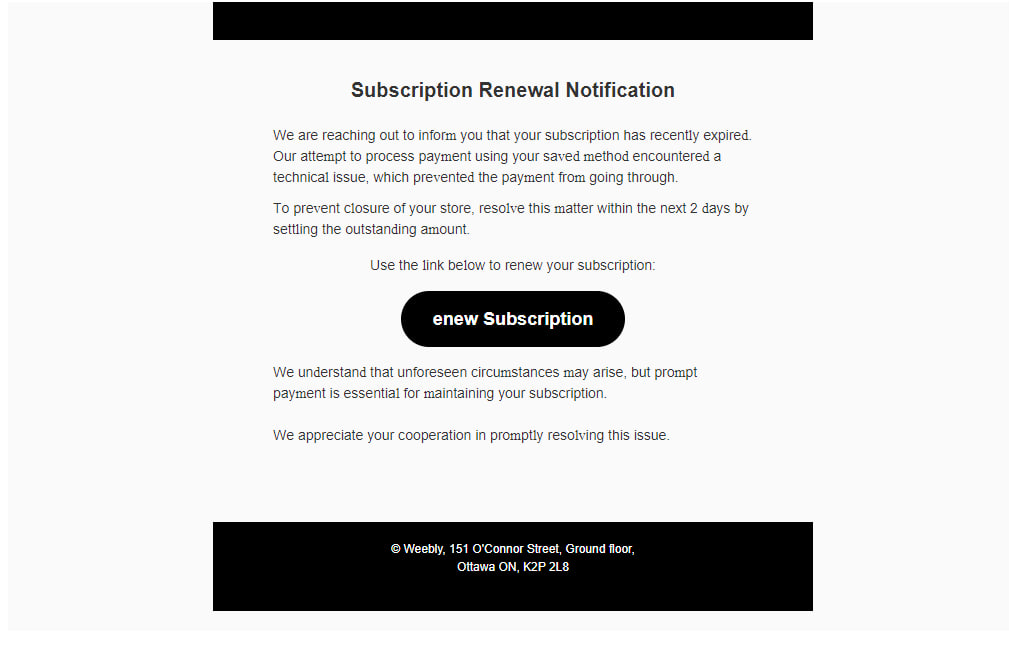 Subscription Renewal Notification
We are reaching out to inform you that your subscription has recently expired.
Our attempt to process payment using your saved method encountered a
technical issue, which prevented the payment from going through.
To prevent closure of your store, resolve this matter within the next 2 days by
settling the outstanding amount.
Use the link below to renew your subscription:
enew Subscription
We understand that unforeseen circumstances may arise, but prompt
payment is essential for maintaining your subscription.
We appreciate your cooperation in promptly resolving this issue.
© Weebly, 151 O'Connor Street, Ground floor,
Ottawa ON, K2P 2L8